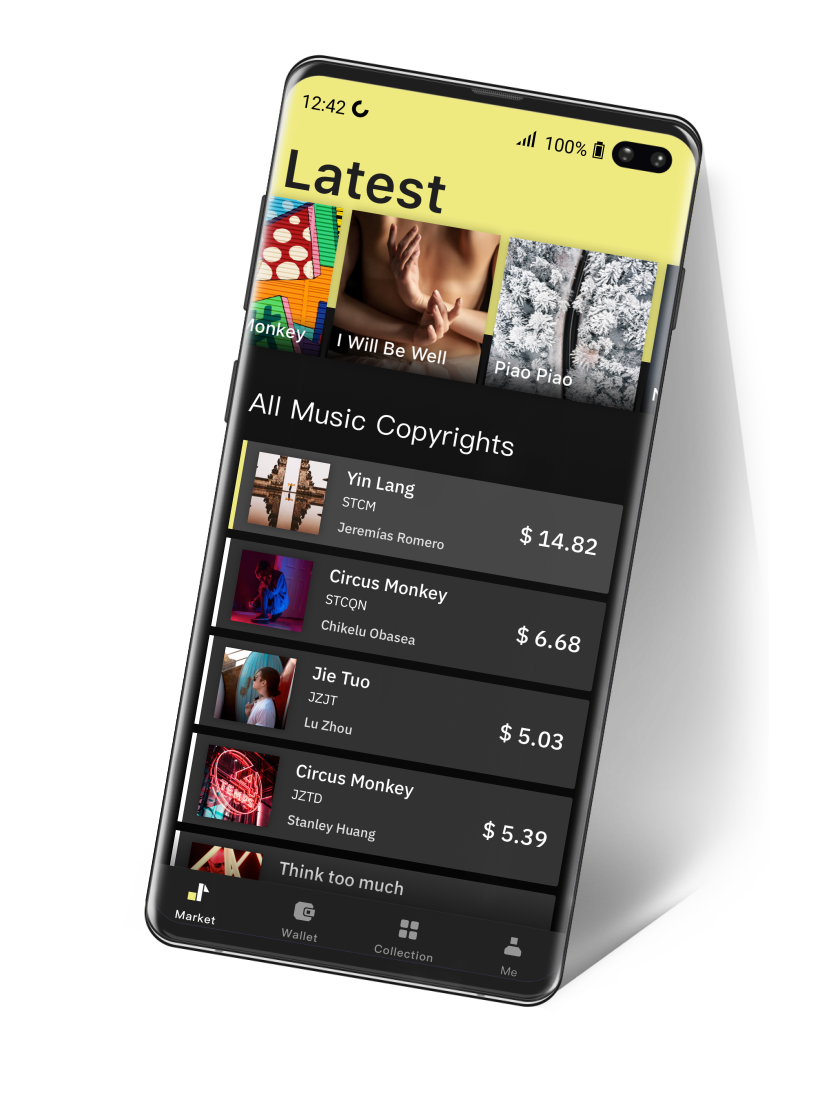 12:42
100%
Latest
Monkey
I Will Be Well
Piao Piao
All Music Copyrights
Yin Lang
STCM
Jeremías Romero
$ 14.82
Circus Monkey
STCQN
Chikelu Obasea
$ 6.68
Jie Tuo
JZJT
Lu Zhou
$ 5.03
TEMPS
Circus Monkey
JZTD
Stanley Huang
$ 5.39
Think too much
Market
Wallet
Collection
Me